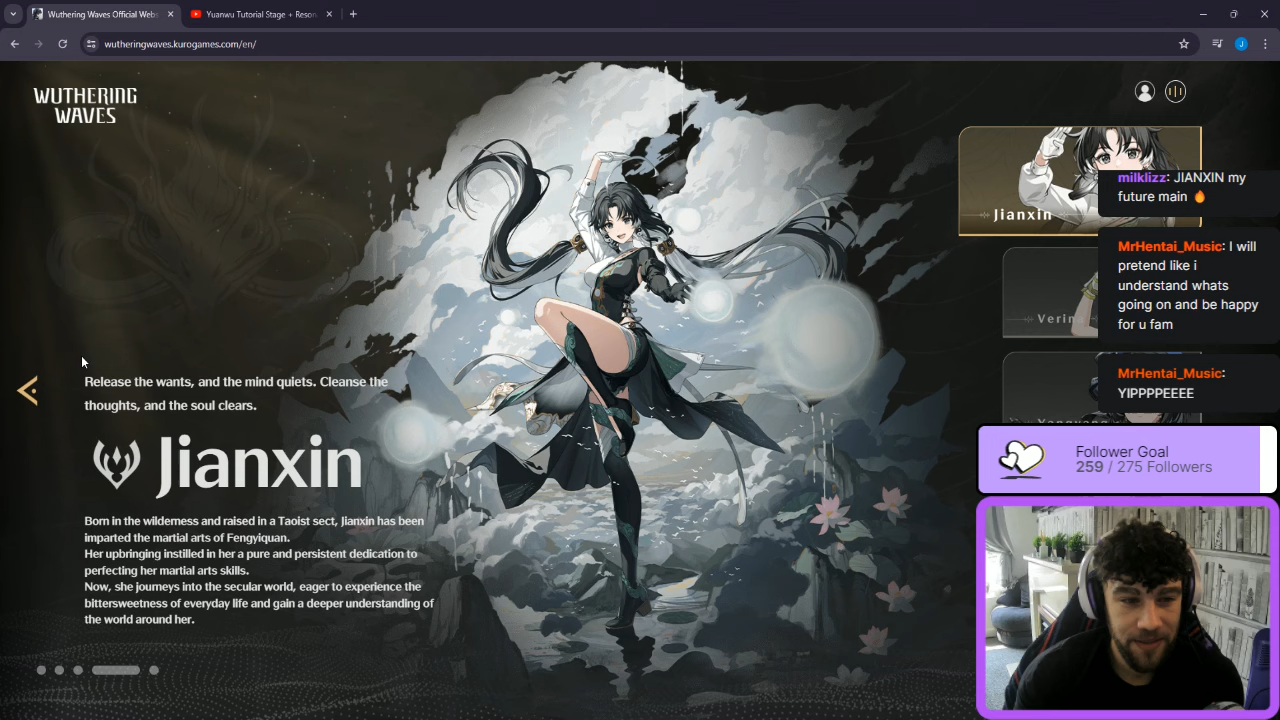 Wuthering Waves Official Webs
Yuanwu Tutorial Stage + Reson
wutheringwaves.kurogames.com/en/
J
WUTHERING
WAVES
Jianxin
Verina
milklizz: JIANXIN my
future main 🔥
MrHentai_Music: I will
pretend like i
understand whats
going on and be happy
for u fam
MrHentai_Music:
YIPPPPEEEE
Follower Goal
259 / 275 Followers
Release the wants, and the mind quiets. Cleanse the
thoughts, and the soul clears.
Jianxin
Born in the wilderness and raised in a Taoist sect, Jianxin has been
imparted the martial arts of Fengyiquan.
Her upbringing instilled in her a pure and persistent dedication to
perfecting her martial arts skills.
Now, she journeys into the secular world, eager to experience the
bittersweetness of everyday life and gain a deeper understanding of
the world around her.